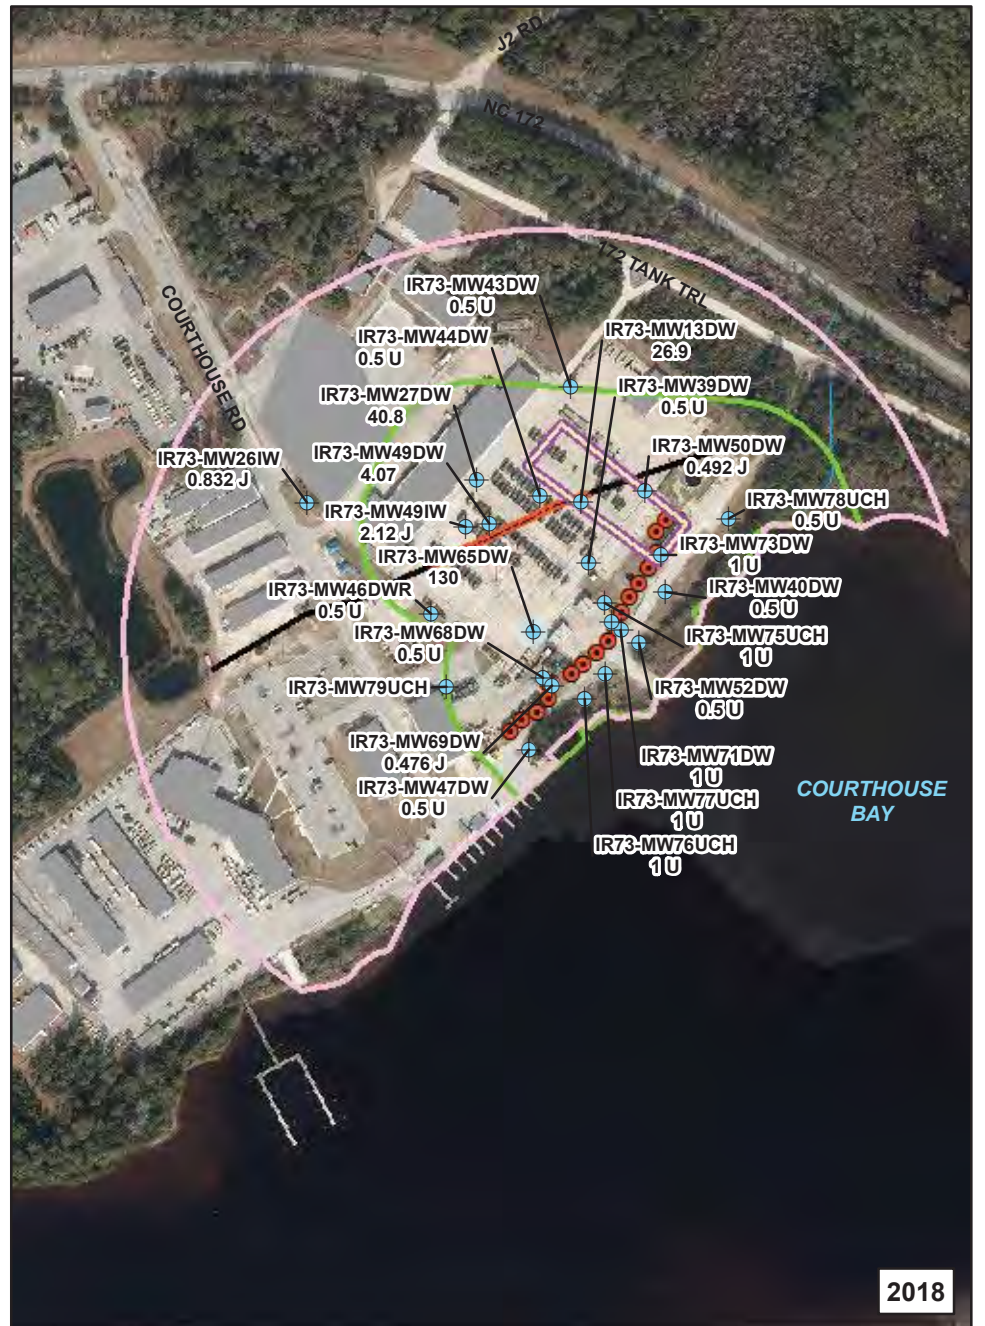 J2 RD
NC 172
172 TANK TRL
COURTHOUSE RD
IR73-MW43DW
0.5 U
IR73-MW44DW
0.5 U
IR73-MW13DW
26.9
IR73-MW27DW
40.8
IR73-MW39DW
0.5 U
IR73-MW49DW
4.07
IR73-MW50DW
0.492 J
IR73-MW26IW
0.832 J
IR73-MW78UCH
0.5 U
IR73-MW49IW
2.12 J
IR73-MW73DW
1 U
IR73-MW65DW
130
IR73-MW46DWR
0.5 U
IR73-MW40DW
0.5 U
IR73-MW68DW
0.5 U
IR73-MW75UCH
1 U
IR73-MW79UCH
IR73-MW52DW
0.5 U
IR73-MW69DW
0.476 J
IR73-MW71DW
1 U
IR73-MW47DW
0.5 U
IR73-MW77UCH
1 U
IR73-MW76UCH
1 U
COURTHOUSE
BAY
2018